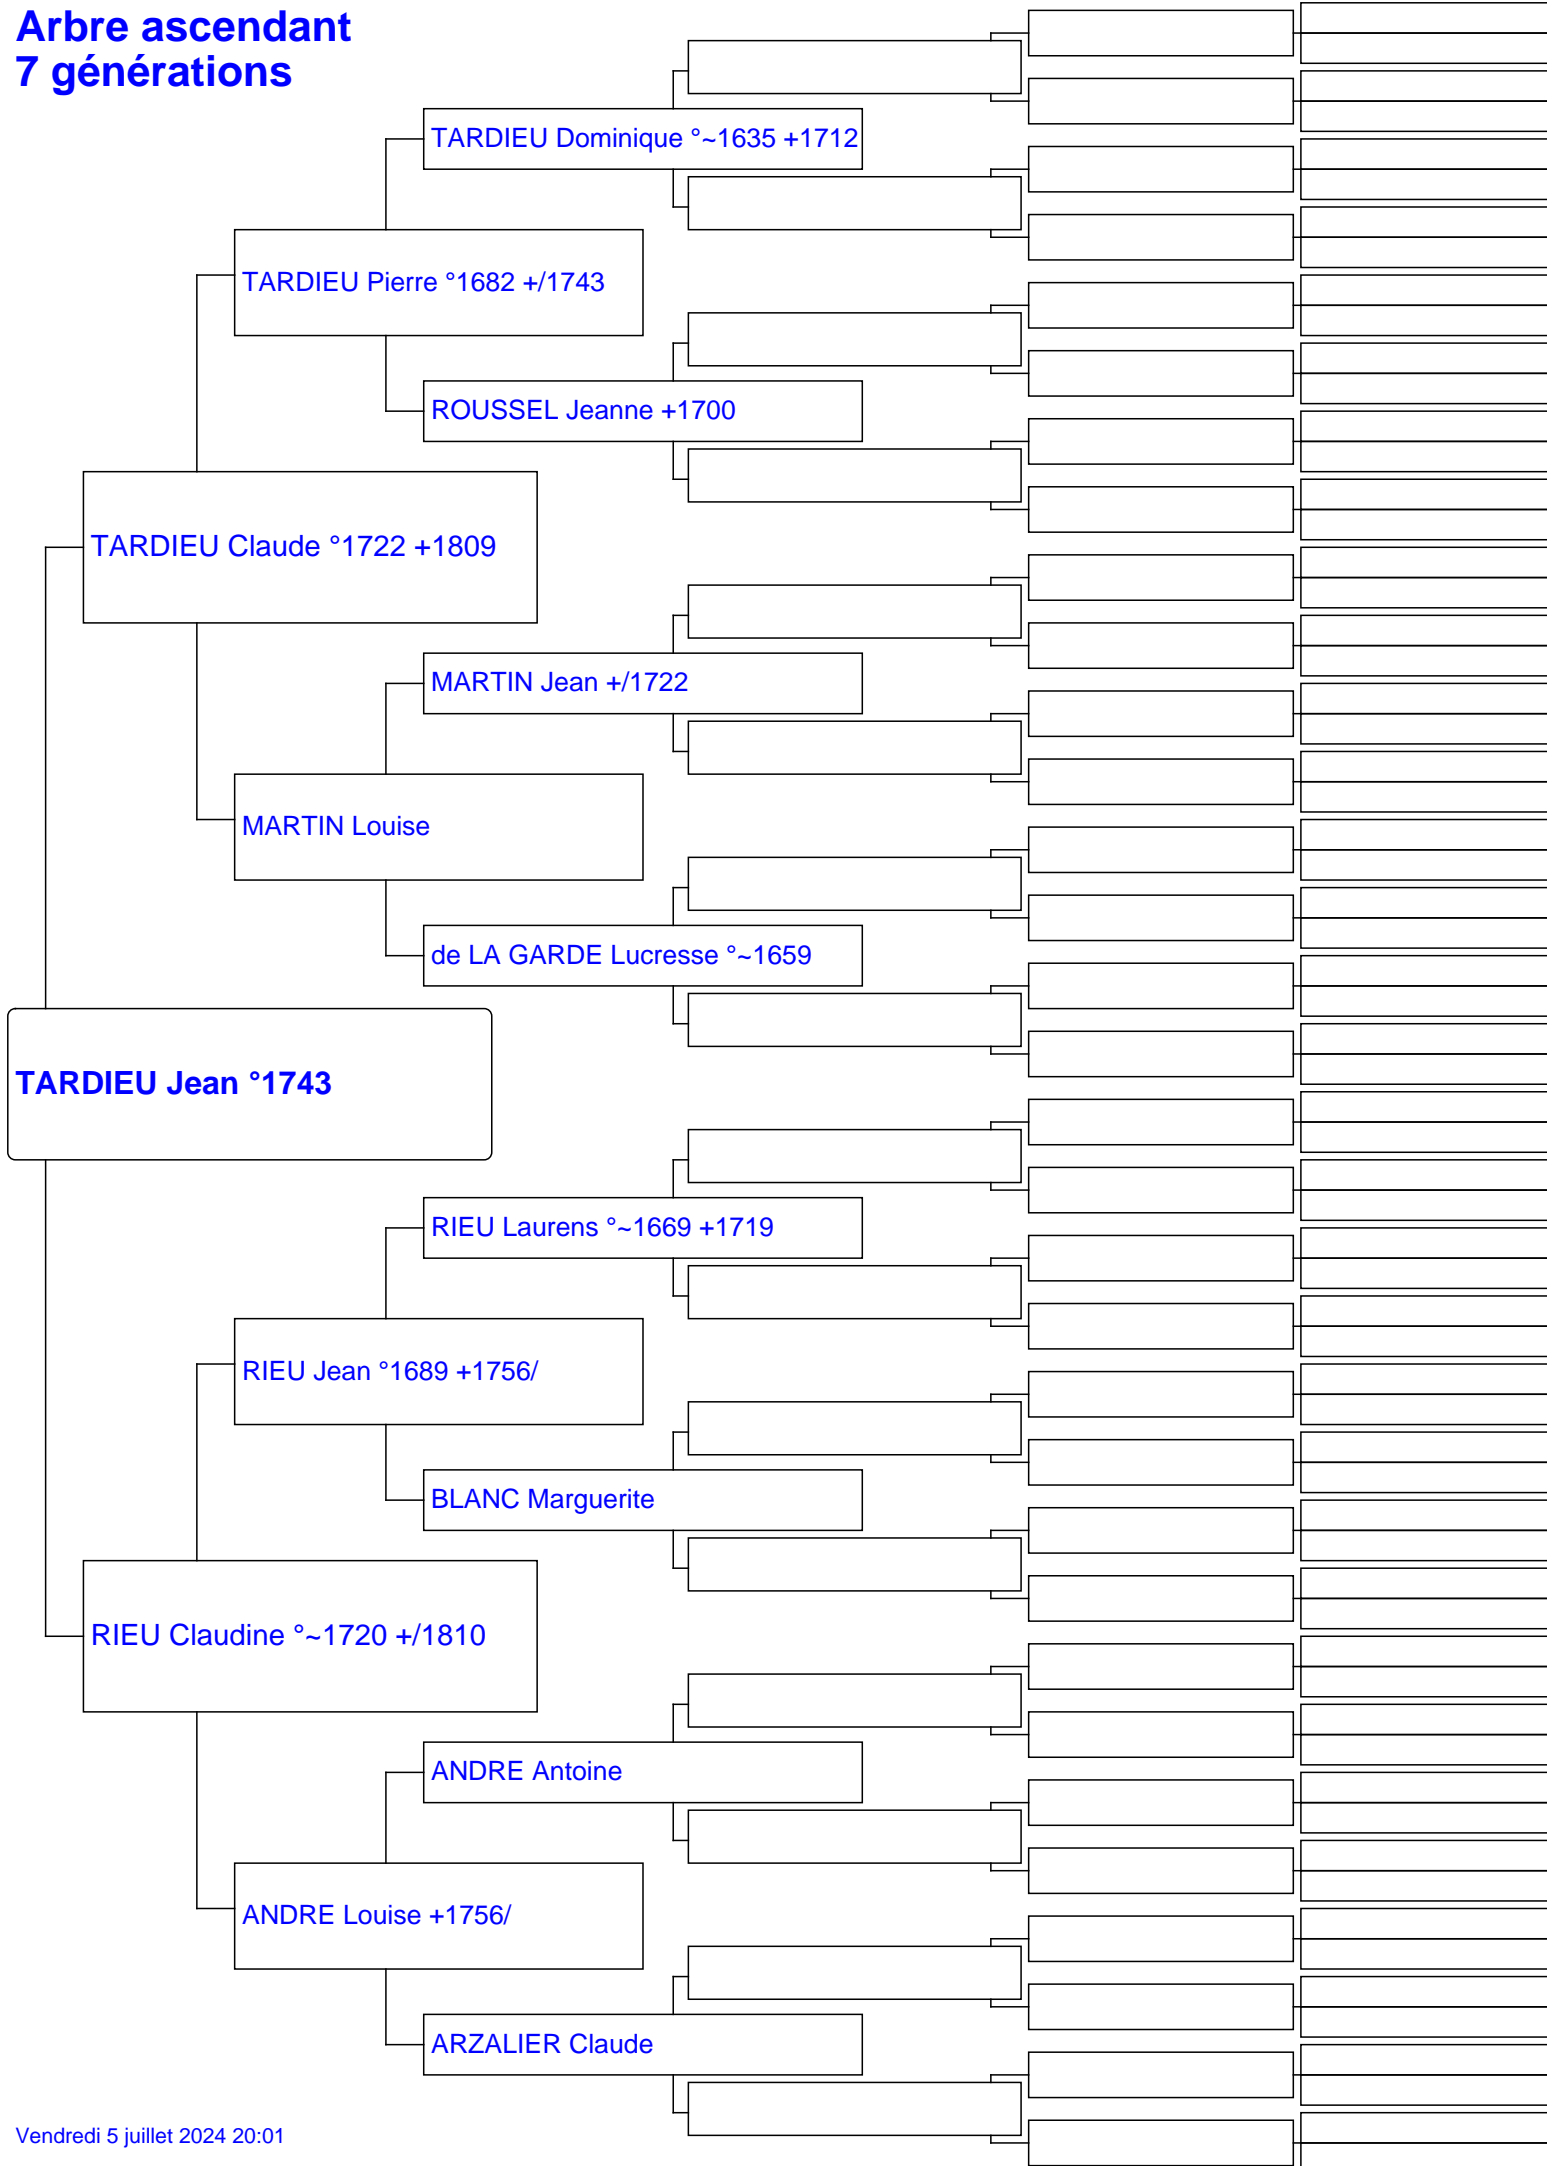 Arbre ascendant
7 générations
TARDIEU Dominique °~1635 +1712
TARDIEU Pierre °1682 +/1743
ROUSSEL Jeanne +1700
TARDIEU Claude °1722 +1809
MARTIN Jean +/1722
MARTIN Louise
de LA GARDE Lucresse °~1659
TARDIEU Jean °1743
RIEU Laurens °~1669 +1719
RIEU Jean °1689 +1756/
BLANC Marguerite
RIEU Claudine °~1720 +/1810
ANDRE Antoine
ANDRE Louise +1756/
ARZALIER Claude
Vendredi 5 juillet 2024 20:01